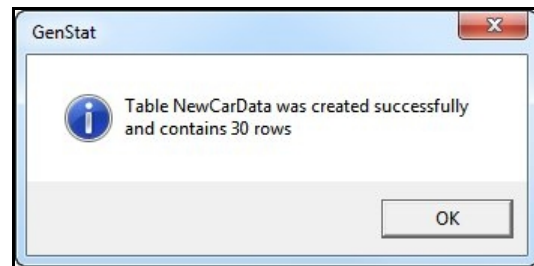 GenStat
Table NewCarData was created successfully
and contains 30 rows
OK